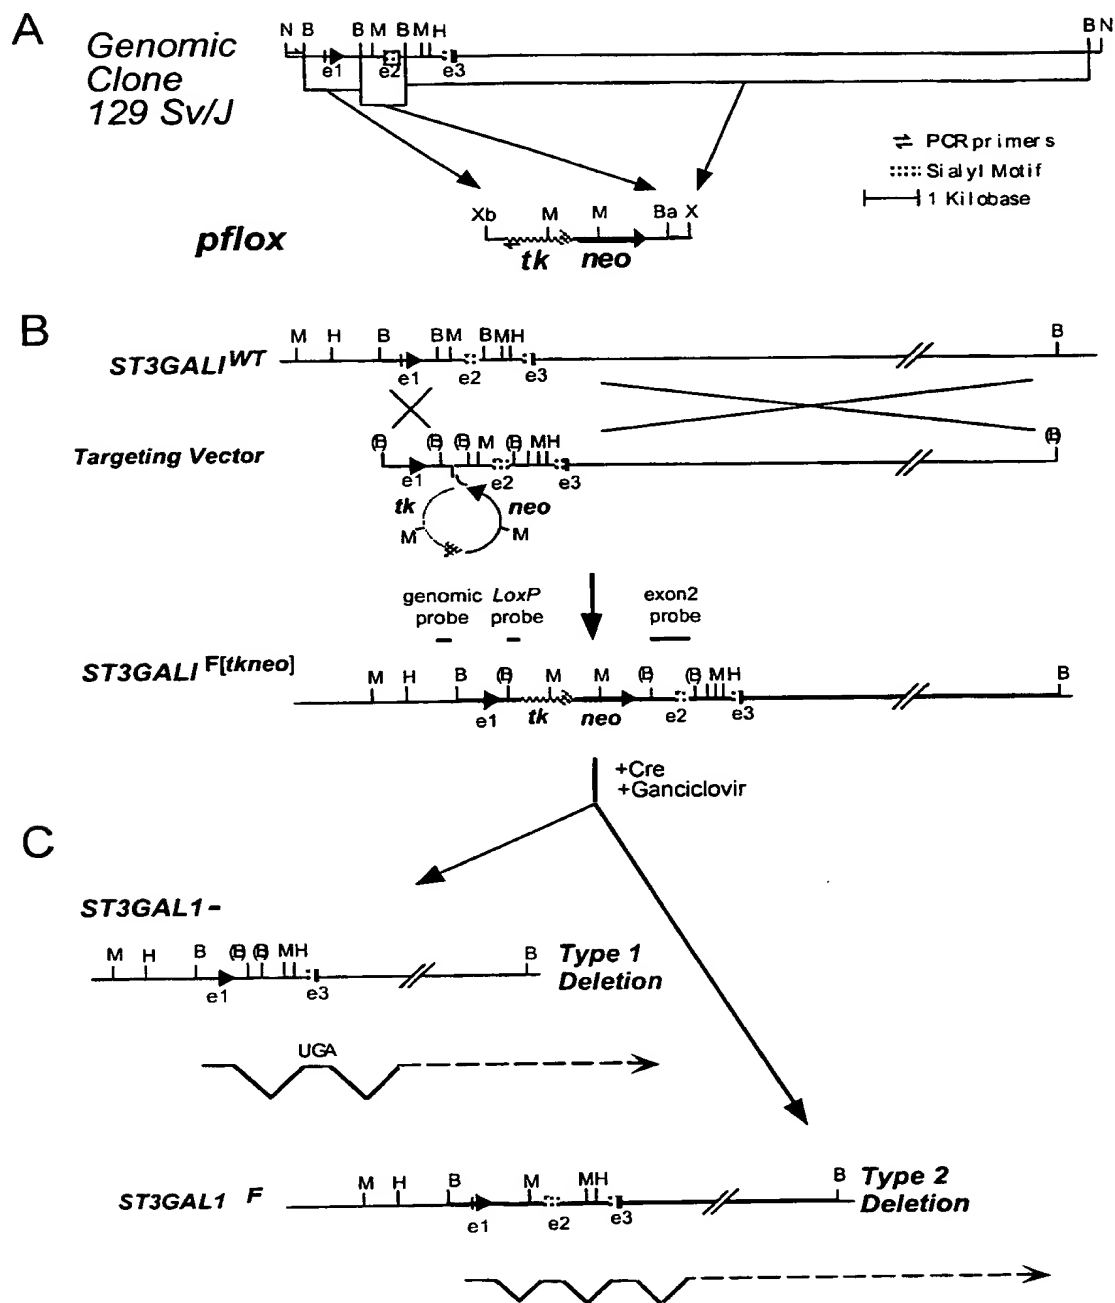 A
Genomic
Clone
129 Sv/J
N B B M B M H B N
e1 e2 e3
PCR primers
Sialyl Motif
1 Kilobase
pflox
Xb M M Ba X
tk neo
B
ST3GALI WT
M H B B M B M H B
e1 e2 e3
Targeting Vector
(B) (B) (B) M (B) M H (B)
e1 e2 e3
tk neo
M M
genomic probe
LoxP probe
exon2 probe
ST3GALI F[tkneo]
M H B (B) M M (B) (B) M H B
e1 tk neo e2 e3
+Cre
+Ganciclovir
C
ST3GAL1-
M H B (B) (B) M H B
e1 e3
Type 1
Deletion
UGA
ST3GAL1 F
M H B M M H B
e1 e2 e3
Type 2
Deletion